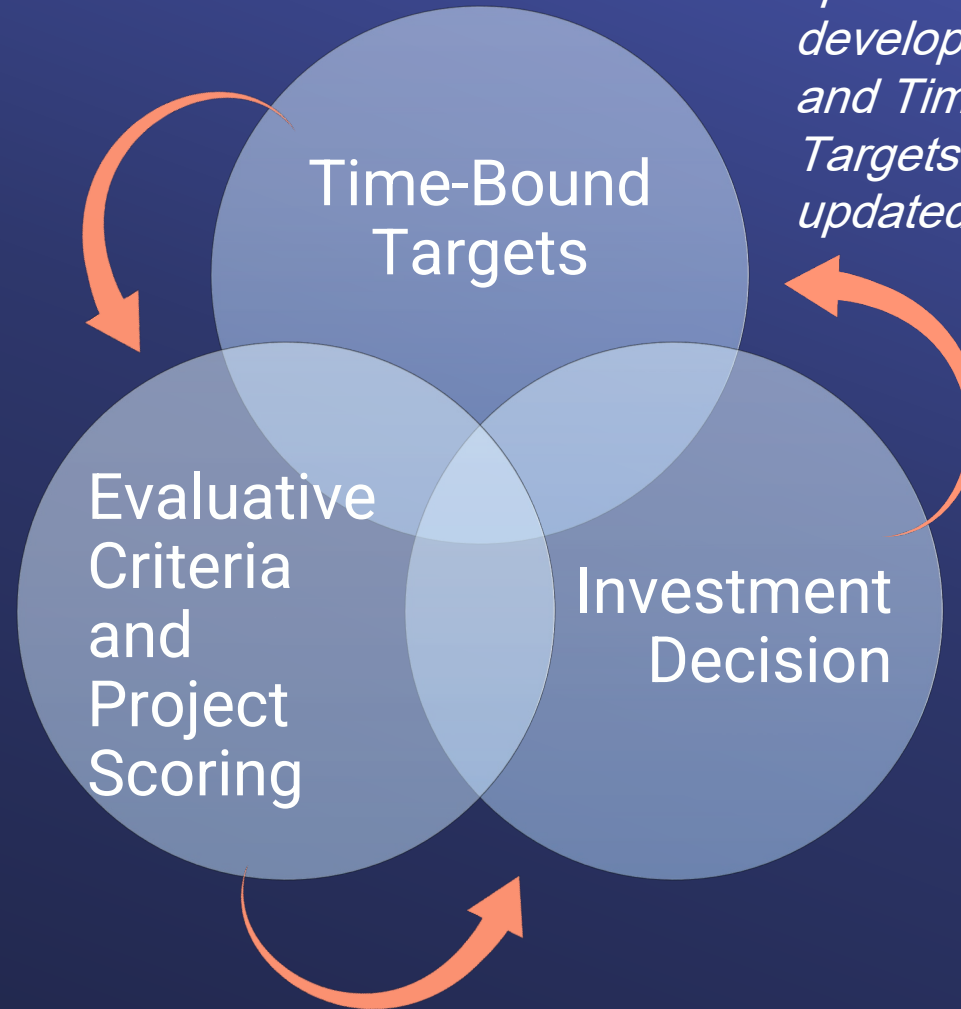 develop
and Tim
Targets
updated
Time-Bound
Targets
Evaluative
Criteria
and
Project
Scoring
Investment
Decision